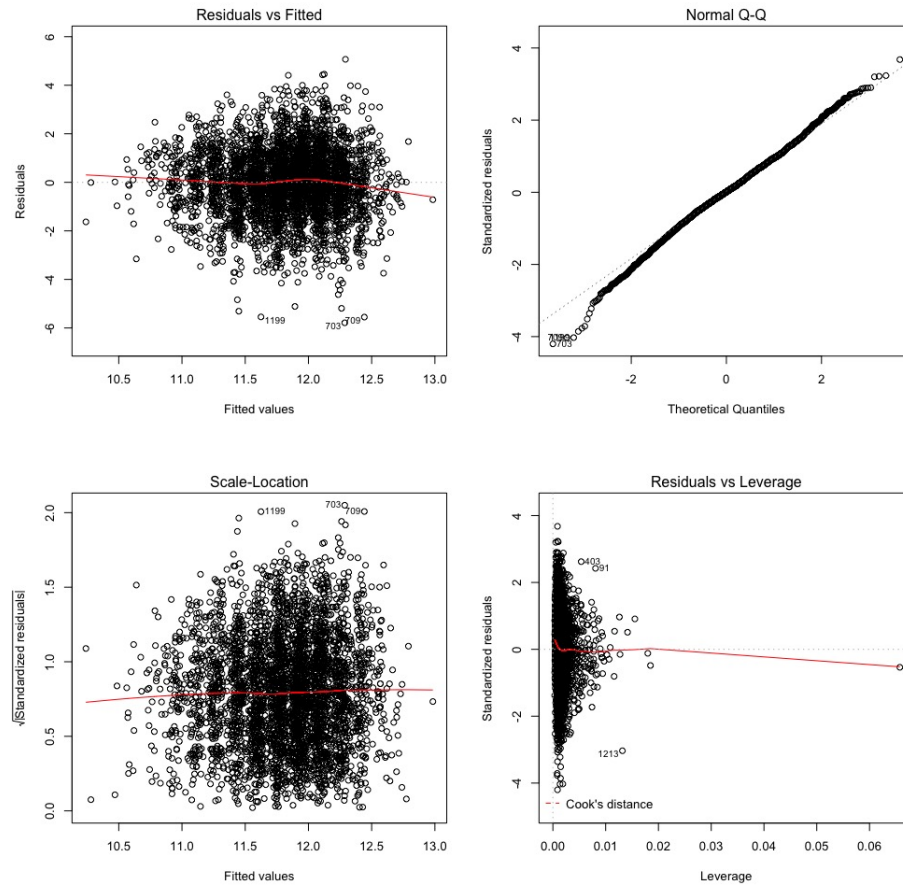 Residuals vs Fitted
6
4
2
0
-2
-4
-6
Residuals
1199
703
709
10.5 11.0 11.5 12.0 12.5 13.0
Fitted values
Normal Q-Q
4
2
0
-2
-4
Standardized residuals
703
-2 0 2
Theoretical Quantiles
Scale-Location
2.0
1.5
1.0
0.5
0.0
√|Standardized residuals|
1199
703
709
10.5 11.0 11.5 12.0 12.5 13.0
Fitted values
Residuals vs Leverage
4
2
0
-2
-4
Standardized residuals
403
91
1213
Cook's distance
0.00 0.01 0.02 0.03 0.04 0.05 0.06
Leverage